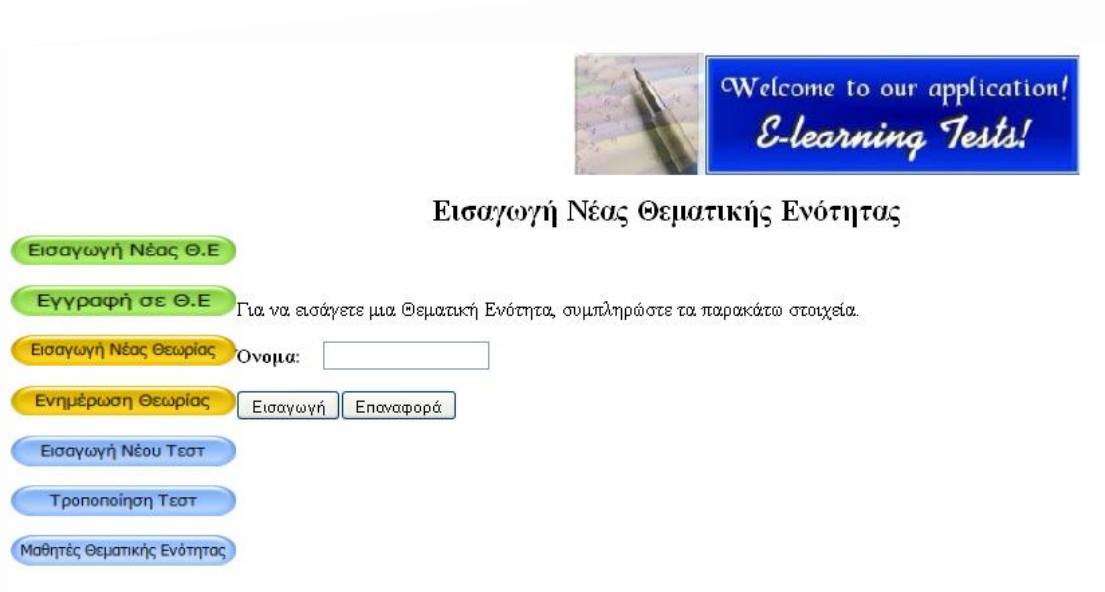 Welcome to our application!
E-learning Tests!
Εισαγωγή Νέας Θεματικής Ενότητας
Εισαγωγή Νέας Θ.Ε
Εγγραφή σε Θ.Ε
Για να εισάγετε μια Θεματική Ενότητα, συμπληρώστε τα παρακάτω στοιχεία.
Εισαγωγή Νέας Θεωρίας
Όνομα:
Ενημέρωση Θεωρίας
Εισαγωγή Επαναφορά
Εισαγωγή Νέου Τεστ
Τροποποίηση Τεστ
Μαθητές Θεματικής Ενότητας